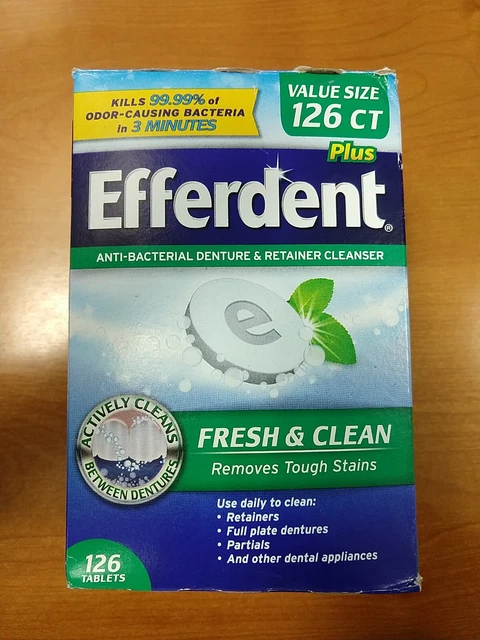 KILLS 99.99% of
ODOR-CAUSING BACTERIA
in 3 MINUTES
VALUE SIZE
126 CT
Plus
Efferdent®
ANTI-BACTERIAL DENTURE & RETAINER CLEANSER
e
ACTIVELY CLEANS
BETWEEN DENTURES
FRESH & CLEAN
Removes Tough Stains
Use daily to clean:
• Retainers
• Full plate dentures
• Partials
• And other dental appliances
126
TABLETS